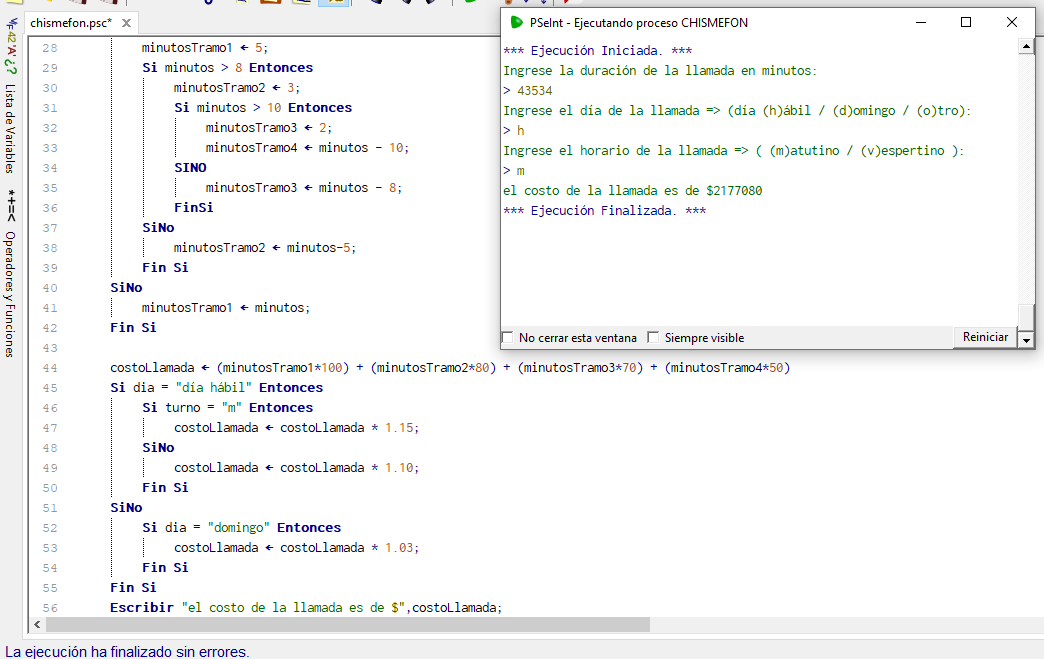 chismefon.psc* X
Lista de Variables
*+=<
Operadores y Funciones
28 minutosTramo1 ← 5;
29 Si minutos > 8 Entonces
30 minutosTramo2 ← 3;
31 Si minutos > 10 Entonces
32 minutosTramo3 ← 2;
33 minutosTramo4 ← minutos - 10;
34 SINO
35 minutosTramo3 ← minutos - 8;
36 FinSi
37 SiNo
38 minutosTramo2 ← minutos-5;
39 Fin Si
40 SiNo
41 minutosTramo1 ← minutos;
42 Fin Si
43
44 costoLlamada ← (minutosTramo1*100) + (minutosTramo2*80) + (minutosTramo3*70) + (minutosTramo4*50)
45 Si dia = "día hábil" Entonces
46 Si turno = "m" Entonces
47 costoLlamada ← costoLlamada * 1.15;
48 SiNo
49 costoLlamada ← costoLlamada * 1.10;
50 Fin Si
51 SiNo
52 Si dia = "domingo" Entonces
53 costoLlamada ← costoLlamada * 1.03;
54 Fin Si
55 Fin Si
56 Escribir "el costo de la llamada es de $",costoLlamada;
La ejecución ha finalizado sin errores.
PSeInt - Ejecutando proceso CHISMEFON
*** Ejecución Iniciada. ***
Ingrese la duración de la llamada en minutos:
> 43534
Ingrese el día de la llamada => (día (h)ábil / (d)omingo / (o)tro):
> h
Ingrese el horario de la llamada => ( (m)atutino / (v)espertino ):
> m
el costo de la llamada es de $2177080
*** Ejecución Finalizada. ***
No cerrar esta ventana
Siempre visible
Reiniciar